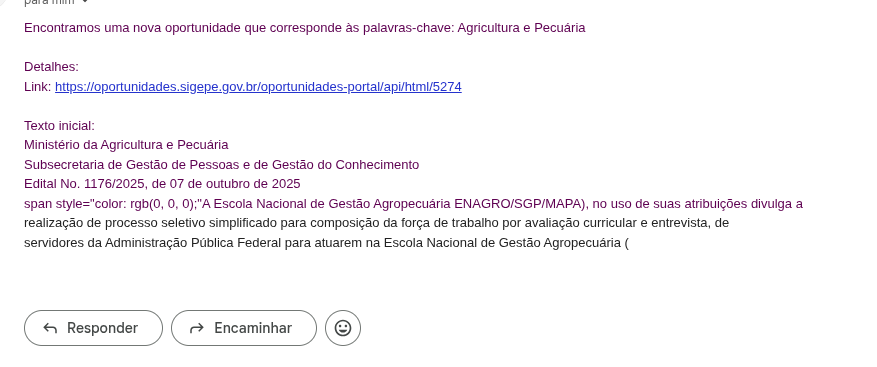 para mim
Encontramos uma nova oportunidade que corresponde às palavras-chave: Agricultura e Pecuária
Detalhes:
Link: https://oportunidades.sigepe.gov.br/oportunidades-portal/api/html/5274
Texto inicial:
Ministério da Agricultura e Pecuária
Subsecretaria de Gestão de Pessoas e de Gestão do Conhecimento
Edital No. 1176/2025, de 07 de outubro de 2025
span style="color: rgb(0, 0, 0);"A Escola Nacional de Gestão Agropecuária ENAGRO/SGP/MAPA), no uso de suas atribuições divulga a
realização de processo seletivo simplificado para composição da força de trabalho por avaliação curricular e entrevista, de
servidores da Administração Pública Federal para atuarem na Escola Nacional de Gestão Agropecuária (
Responder
Encaminhar